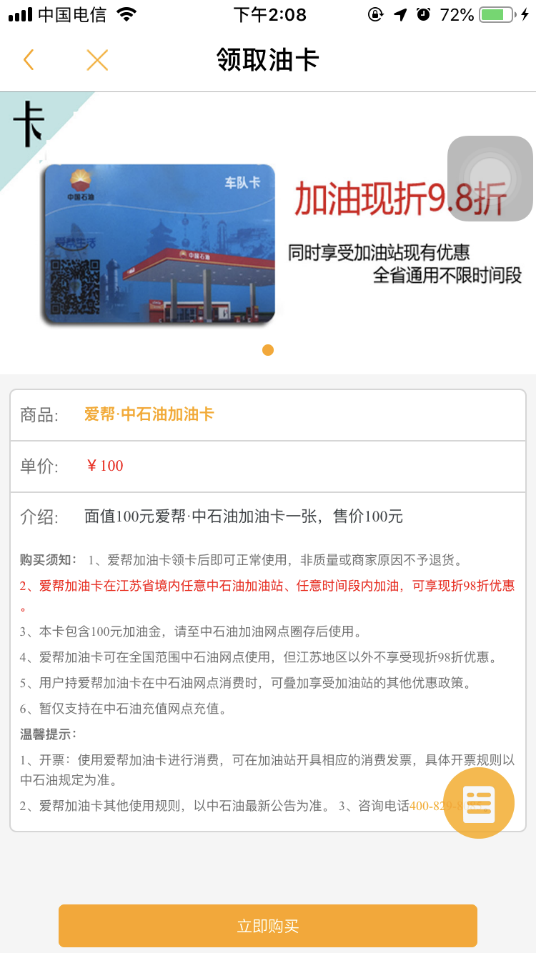 中国电信
下午2:08
72%
领取油卡
卡
中国石油
车队卡
爱帮生活
中国石油
加油现折9.8折
同时享受加油站现有优惠
全省通用不限时间段
商品: 爱帮·中石油加油卡
单价: ￥100
介绍: 面值100元爱帮·中石油加油卡一张，售价100元
购买须知： 1、爱帮加油卡领卡后即可正常使用，非质量或商家原因不予退货。
2、爱帮加油卡在江苏省境内任意中石油加油站、任意时间段内加油，可享现折98折优惠
。
3、本卡包含100元加油金，请至中石油加油网点圈存后使用。
4、爱帮加油卡可在全国范围中石油网点使用，但江苏地区以外不享受现折98折优惠。
5、用户持爱帮加油卡在中石油网点消费时，可叠加享受加油站的其他优惠政策。
6、暂仅支持在中石油充值网点充值。
温馨提示：
1、开票：使用爱帮加油卡进行消费，可在加油站开具相应的消费发票，具体开票规则以
中石油规定为准。
2、爱帮加油卡其他使用规则，以中石油最新公告为准。 3、咨询电话400-829-
立即购买